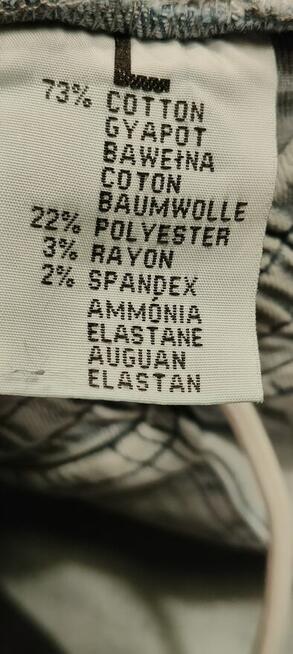 L
73% COTTON
GYAPOT
BAWEŁNA
COTON
BAUMWOLLE
22% POLYESTER
3% RAYON
2% SPANDEX
AMMÓNIA
ELASTANE
AUGUAN
ELASTAN